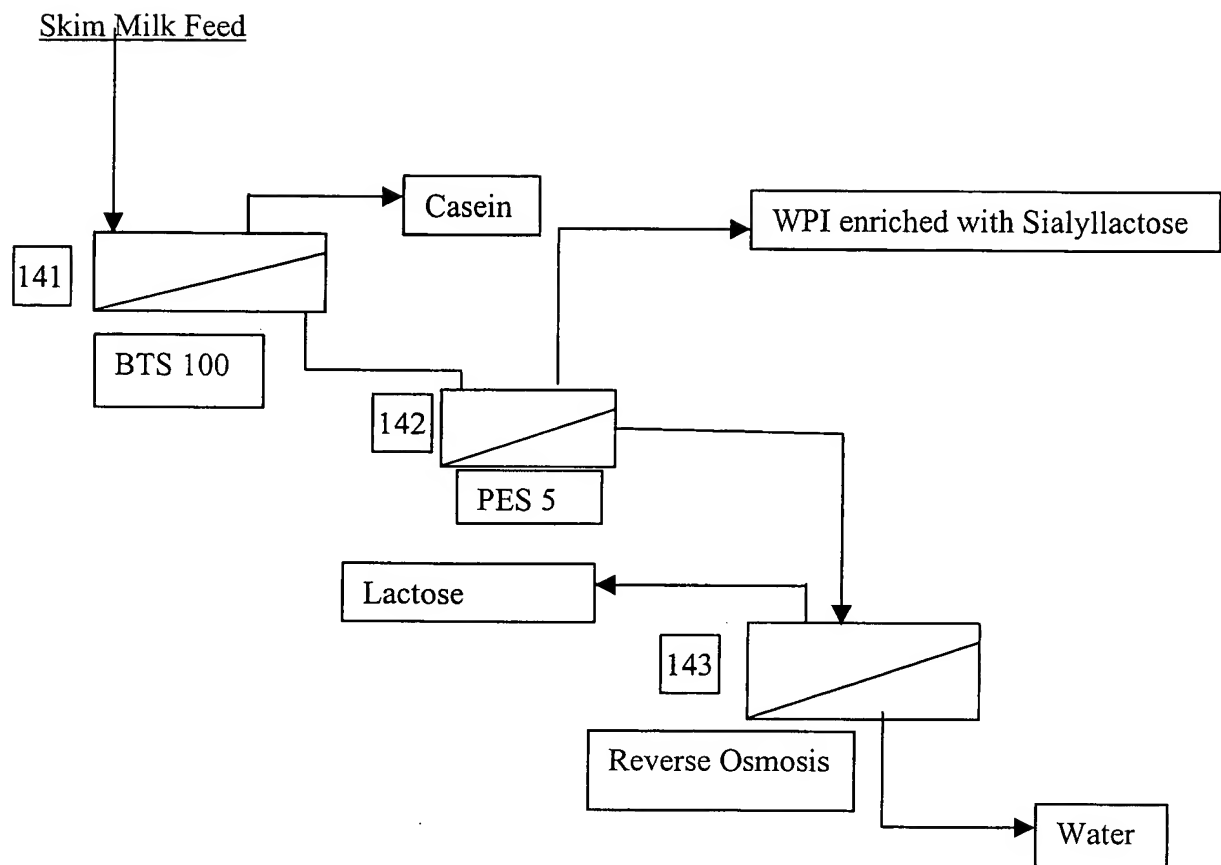 Skim Milk Feed
Casein
WPI enriched with Sialyllactose
141
BTS 100
142
PES 5
Lactose
143
Reverse Osmosis
Water